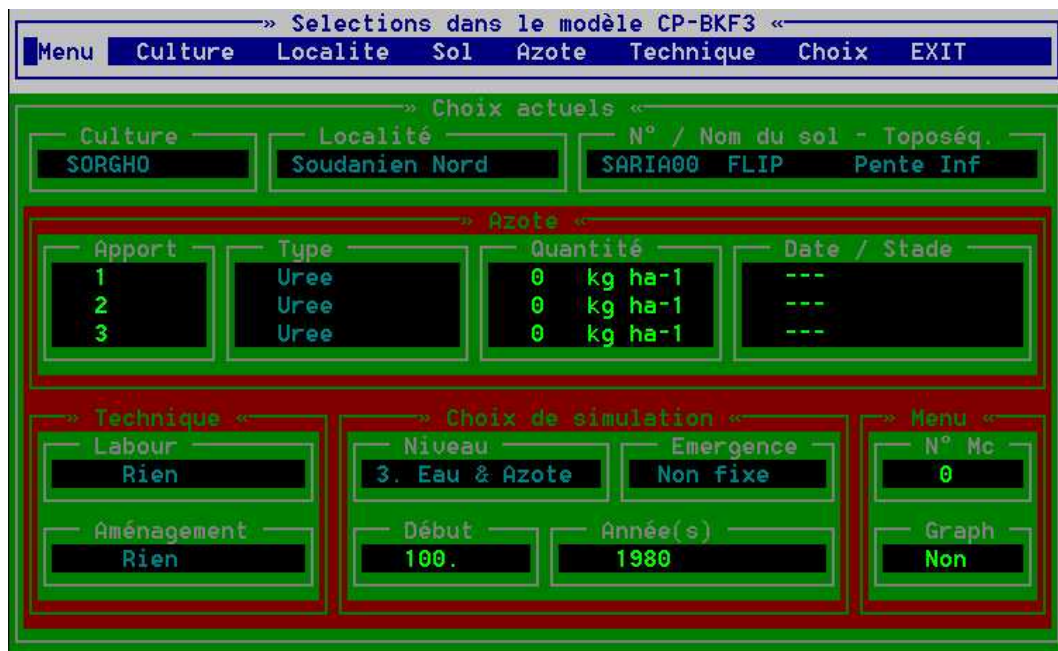 » Selections dans le modèle CP-BKF3 «
Menu Culture Localite Sol Azote Technique Choix EXIT
» Choix actuels «
Culture Localité N° / Nom du sol - Toposéq.
SORGHO Soudanien Nord SARIA00 FLIP Pente Inf
» Azote «
Apport Type Quantité Date / Stade
1 Uree 0 kg ha-1 ---
2 Uree 0 kg ha-1 ---
3 Uree 0 kg ha-1 ---
» Technique « » Choix de simulation « » Menu «
Labour Niveau Emergence N° Mc
Rien 3. Eau & Azote Non fixe 0
Aménagement Début Année(s) Graph
Rien 100. 1980 Non